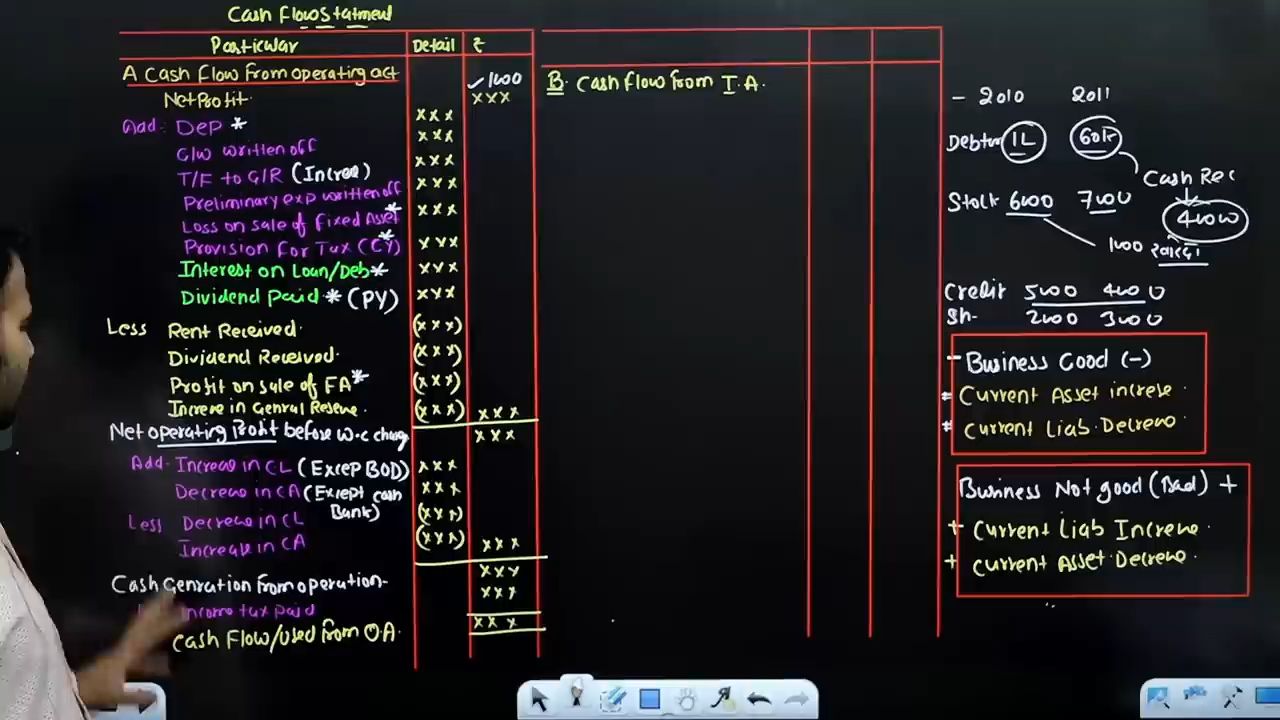 Cash Flow Statment
Particular Detail ₹
A Cash Flow From operating act ✓1000
Net Profit xxx
Add: Dep * xxx
G/w written off xxx
T/F to G/R (Increa) xxx
Preliminary exp written off xxx
Loss on sale of Fixed Asset * xxx
Provision For Tax (CY) * xxx
Interest on Loan/Deb * xxx
Dividend Paid * (PY) xxx
Less Rent Received (xxx)
Dividend Received (xxx)
Profit on sale of FA * (xxx)
Increse in Genral Reseve (xxx) xxx
Net operating Profit before w.c chang xxx
Add Increase in CL (Excep BOD) xxx
Decrese in CA (Except cash Bank) xxx
Less Decrese in CL (xxx)
Increase in CA (xxx) xxx
Cash Genration From operation xxx
income tax paid xxx
Cash Flow/used From O A. xxx
B. Cash Flow From I.A.
- 2010 2011
Debtor 1L 60k
Cash Rec
40000
Stock 6000 7000
1000
Credit 5000 4000
Sh. 2000 3000
- Business Good (-)
* Current Asset increse.
* Current Liab. Decrese
Business Not good (Bad) +
+ Current Liab Increse.
+ Current Asset Decrese.